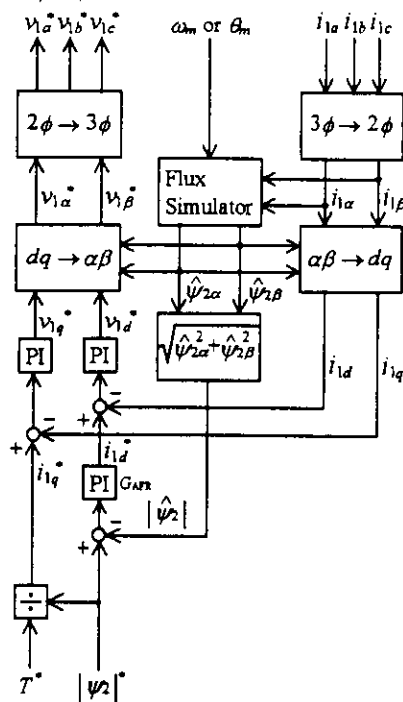 v₁ₐ* v₁b* v₁c*
ωₘ or θₘ
i₁ₐ i₁b i₁c
2ϕ → 3ϕ
3ϕ → 2ϕ
Flux
Simulator
v₁α* v₁β*
i₁α i₁β
dq → αβ
αβ → dq
ψ̂₂α ψ̂₂β
v₁q* v₁d*
√ψ̂₂α² + ψ̂₂β²
PI PI
i₁d i₁q
+ −
+ −
i₁q* i₁d*
PI G_AFR
|ψ̂₂|
+ −
÷
T* |ψ₂|*